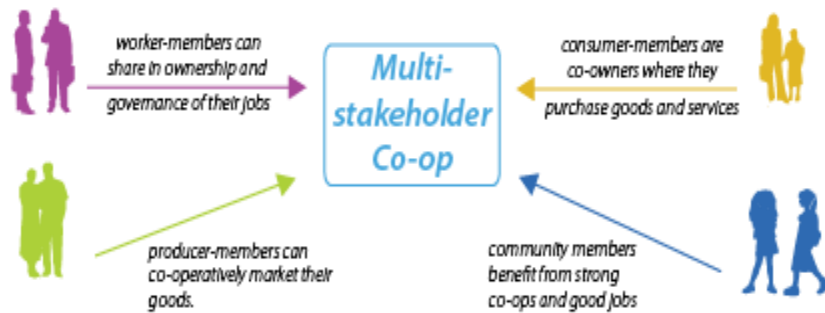 worker-members can
share in ownership and
governance of their jobs
Multi-
stakeholder
Co-op
consumer-members are
co-owners where they
purchase goods and services
producer-members can
co-operatively market their
goods.
community members
benefit from strong
co-ops and good jobs